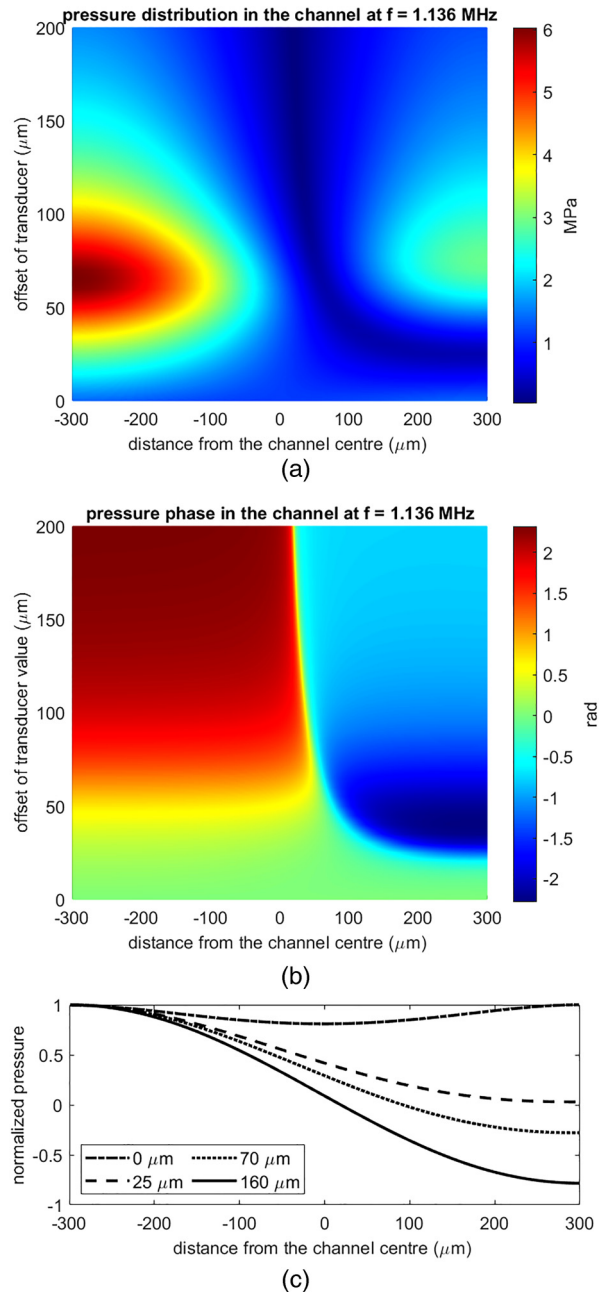 pressure distribution in the channel at f = 1.136 MHz
200
150
100
50
0
offset of transducer (μm)
-300 -200 -100 0 100 200 300
distance from the channel centre (μm)
6
5
4
3
2
1
MPa
(a)
pressure phase in the channel at f = 1.136 MHz
200
150
100
50
0
offset of transducer value (μm)
-300 -200 -100 0 100 200 300
distance from the channel centre (μm)
2
1.5
1
0.5
0
-0.5
-1
-1.5
-2
rad
(b)
1
0.5
0
-0.5
-1
normalized pressure
0 μm 70 μm
25 μm 160 μm
-300 -200 -100 0 100 200 300
distance from the channel centre (μm)
(c)